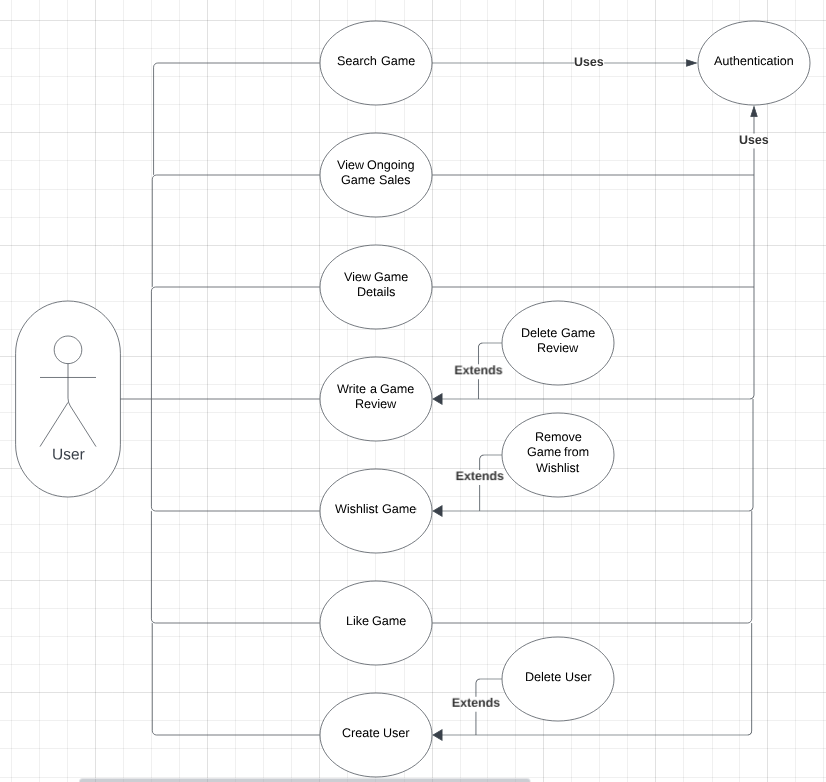 Search Game
Uses
Authentication
Uses
View Ongoing
Game Sales
View Game
Details
Delete Game
Review
Extends
Write a Game
Review
Remove
Game from
Wishlist
User
Extends
Wishlist Game
Like Game
Delete User
Extends
Create User